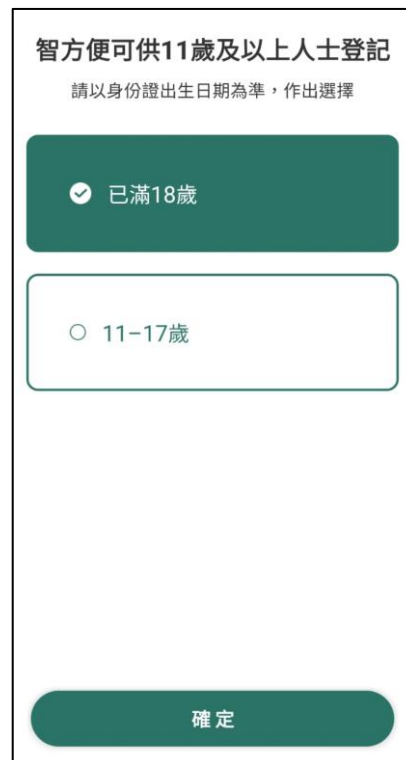 智方便可供11歲及以上人士登記
請以身份證出生日期為準，作出選擇
已滿18歲
11-17歲
確定